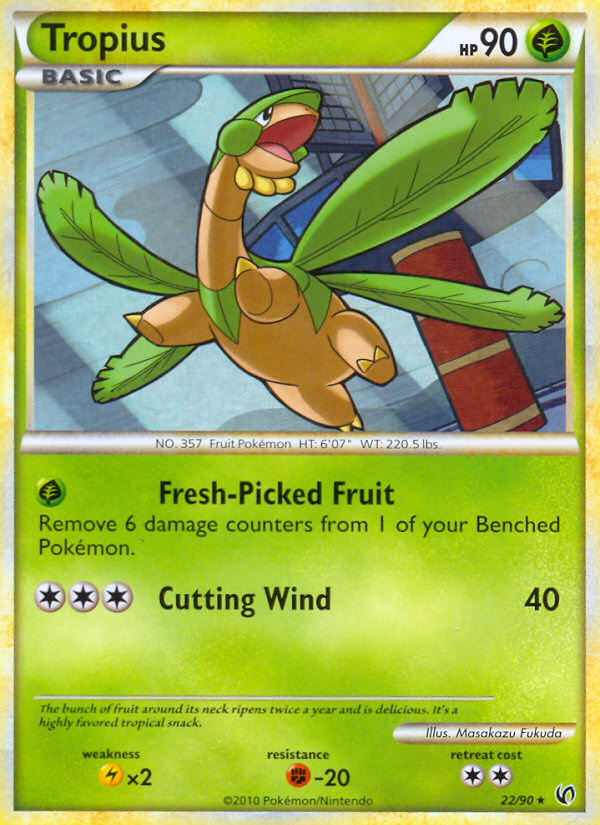 Tropius
HP 90
BASIC
NO. 357 Fruit Pokémon HT: 6'07" WT: 220.5 lbs.
Fresh-Picked Fruit
Remove 6 damage counters from 1 of your Benched
Pokémon.
Cutting Wind 40
The bunch of fruit around its neck ripens twice a year and is delicious. It's a
highly favored tropical snack.
Illus. Masakazu Fukuda
weakness resistance retreat cost
×2 -20
©2010 Pokémon/Nintendo 22/90 ★